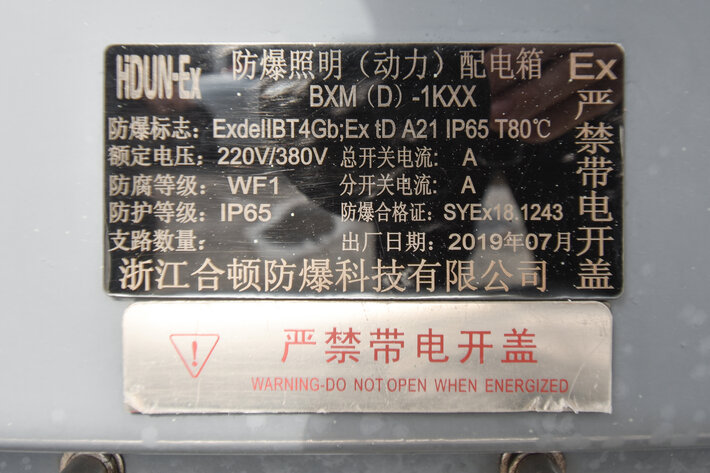 HDUN-Ex 防爆照明（动力）配电箱
BXM（D）-1KXX
防爆标志：ExdeIIBT4Gb;Ex tD A21 IP65 T80℃
额定电压：220V/380V 总开关电流：A
防腐等级：WF1 分开关电流：A
防护等级：IP65 防爆合格证：SYEx18.1243
支路数量： 出厂日期：2019年07月
浙江合顿防爆科技有限公司
Ex严禁带电开盖
严禁带电开盖
WARNING-DO NOT OPEN WHEN ENERGIZED